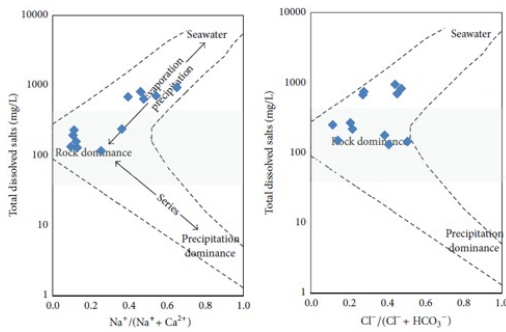 10000
1000
100
10
1
Total dissolved salts (mg/L)
Seawater
Evaporation
precipitation
Rock dominance
Series
Precipitation
dominance
0.0 0.2 0.4 0.6 0.8 1.0
Na⁺/(Na⁺+ Ca²⁺)
10000
1000
100
10
1
Total dissolved salts (mg/L)
Seawater
Rock dominance
Precipitation
dominance
0.0 0.2 0.4 0.6 0.8 1.0
Cl⁻/(Cl⁻ + HCO₃⁻)